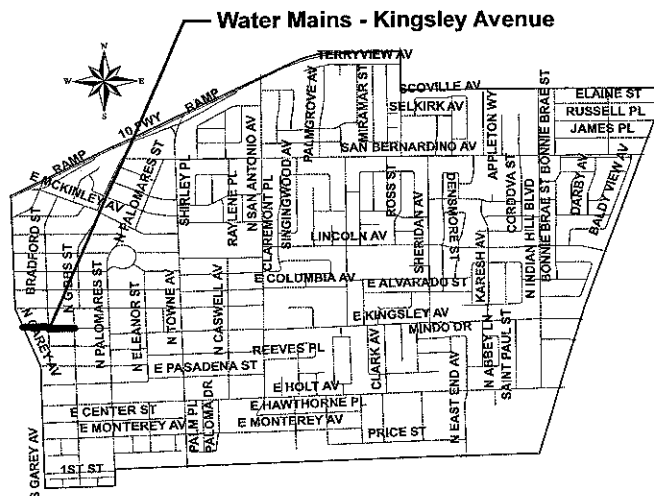 Water Mains - Kingsley Avenue
N
W E
S
TERRYVIEW AV
RAMP
10 FWY
RAMP
PALMGROVE AV
MIRAMAR ST
SCOVILLE AV
SELKIRK AV
APPLETON WY
BONNIE BRAE ST
ELAINE ST
RUSSELL PL
JAMES PL
SAN BERNARDINO AV
E MCKINLEY AV
N PALOMARES ST
SHIRLEY PL
RAYLENE PL
N SAN ANTONIO AV
CLAREMONT PL
SINGINGWOOD AV
ROSS ST
SHERIDAN AV
DENSMORE ST
CORDOVA ST
N INDIAN HILL BLVD
BONNIE BRAE ST
DARBY AV
BALDY VIEW AV
LINCOLN AV
BRADFORD ST
N GIBBS ST
N PALOMARES ST
N ELEANOR ST
N TOWNE AV
N CASWELL AV
E COLUMBIA AV
E ALVARADO ST
KARESH AV
E KINGSLEY AV
MINDO DR
N GAREY AV
REEVES PL
CLARK AV
N EAST END AV
N ABBEY LN
SAINT PAUL ST
E PASADENA ST
E HOLT AV
E CENTER ST
PALM PL
PALOMA DR
E HAWTHORNE PL
E MONTEREY AV
E MONTEREY AV
PRICE ST
S GAREY AV
1ST ST